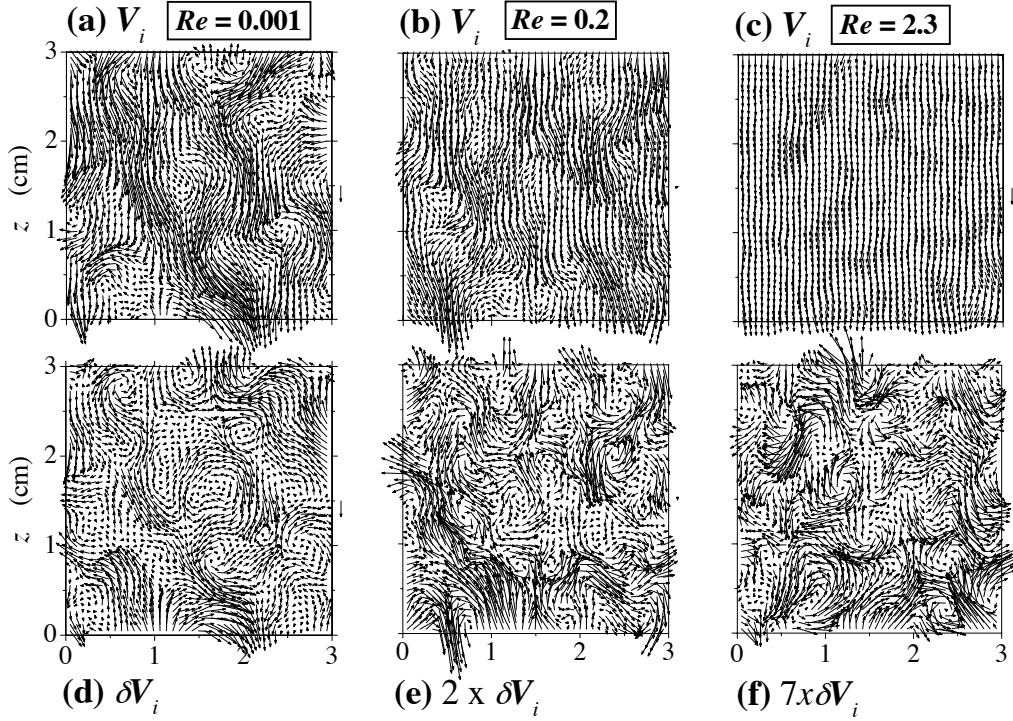 (a) V_i Re = 0.001 (b) V_i Re = 0.2 (c) V_i Re = 2.3
3
2
z (cm)
1
0
3
2
z (cm)
1
0
0 1 2 3 0 1 2 3 0 1 2 3
(d) δV_i (e) 2 x δV_i (f) 7xδV_i